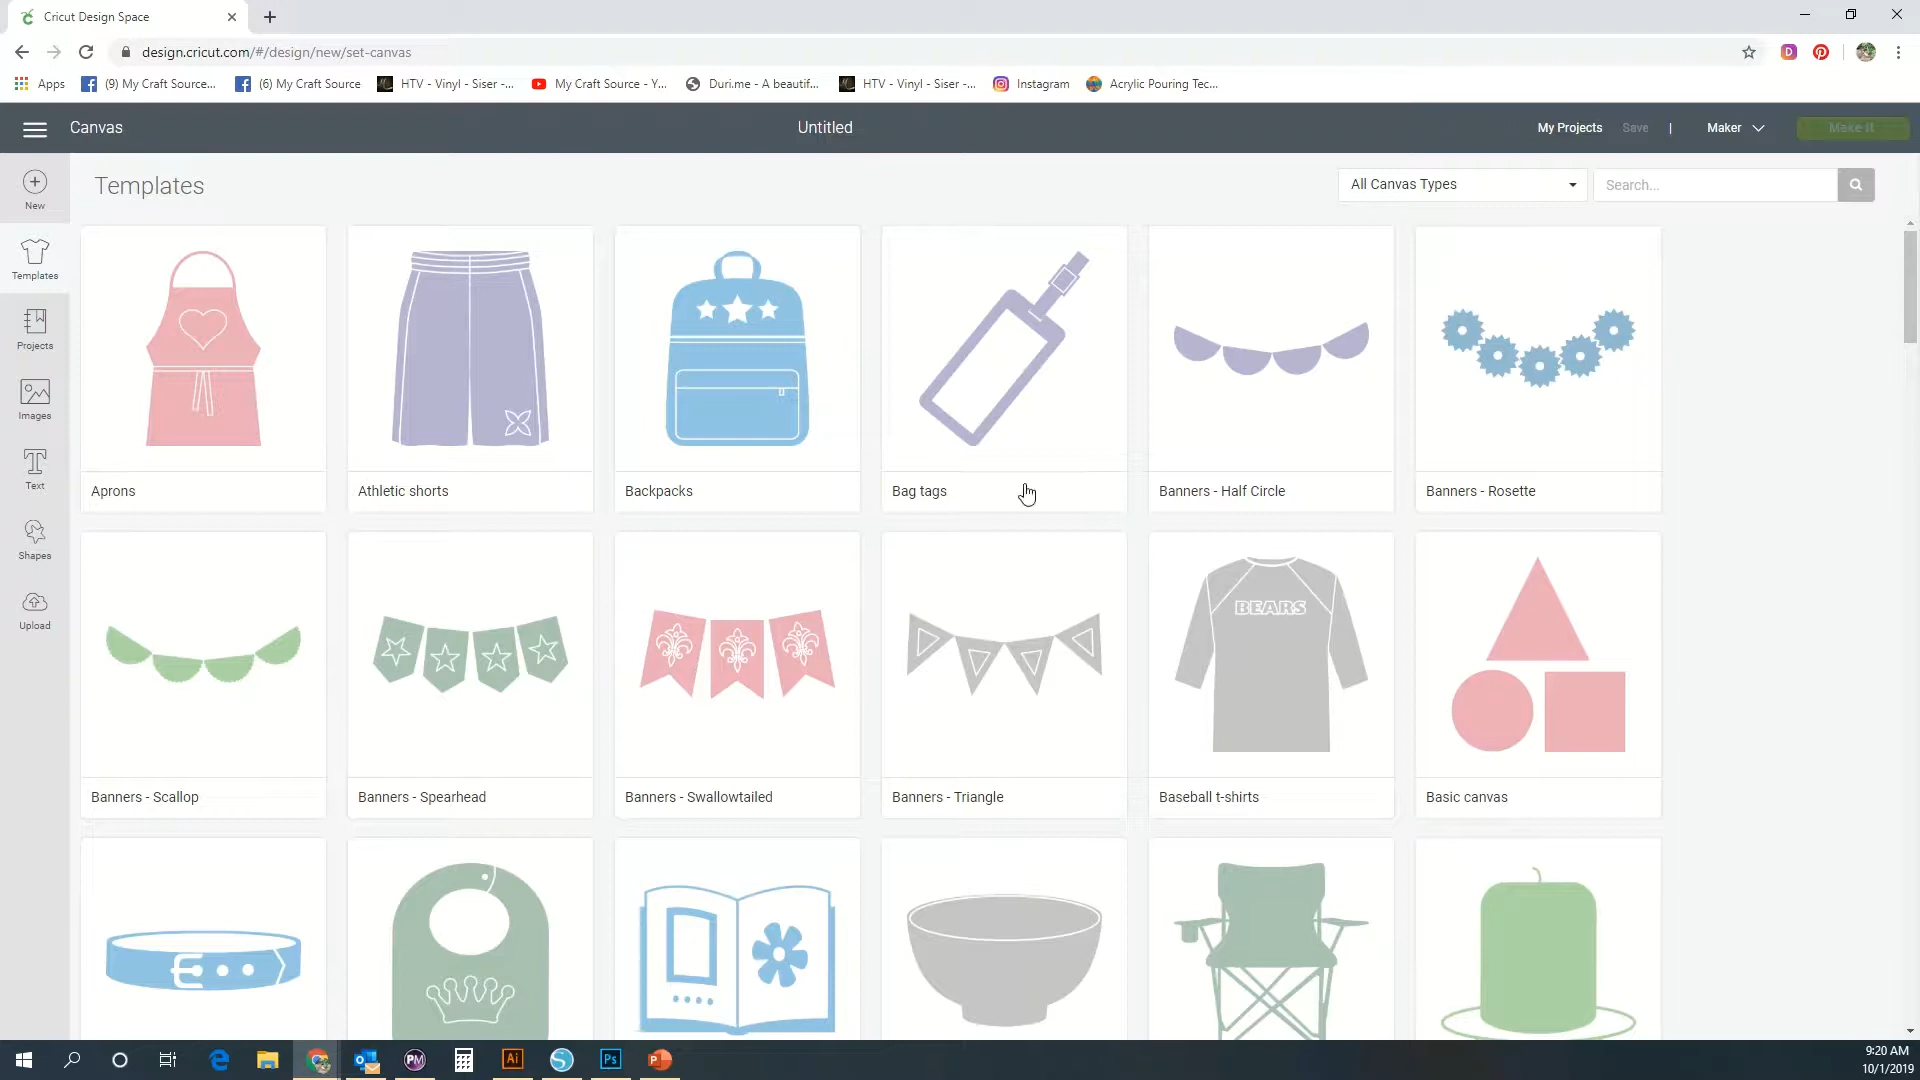 Cricut Design Space
design.cricut.com/#/design/new/set-canvas
Apps
(9) My Craft Source...
(6) My Craft Source
HTV - Vinyl - Siser -...
My Craft Source - Y...
Duri.me - A beautif...
HTV - Vinyl - Siser -...
Instagram
Acrylic Pouring Tec...
Canvas
Untitled
My Projects
Save
|
Maker
Make It
New
Templates
Projects
Images
Text
Shapes
Upload
Templates
All Canvas Types
Search...
Aprons
Athletic shorts
Backpacks
Bag tags
Banners - Half Circle
Banners - Rosette
BEARS
Banners - Scallop
Banners - Spearhead
Banners - Swallowtailed
Banners - Triangle
Baseball t-shirts
Basic canvas
D
PM
Ai
Ps
P
9:20 AM
10/1/2019